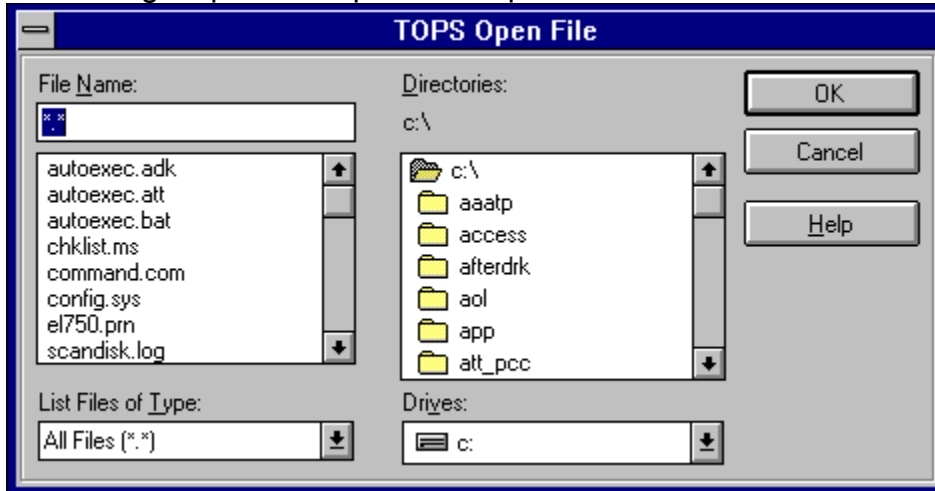 TOPS Open File
File Name:
*.*
autoexec.adk
autoexec.att
autoexec.bat
chklist.ms
command.com
config.sys
el750.prn
scandisk.log
List Files of Type:
All Files (*.*)
Directories:
c:\
c:\
aaatp
access
afterdrk
aol
app
att_pcc
Drives:
c:
OK
Cancel
Help